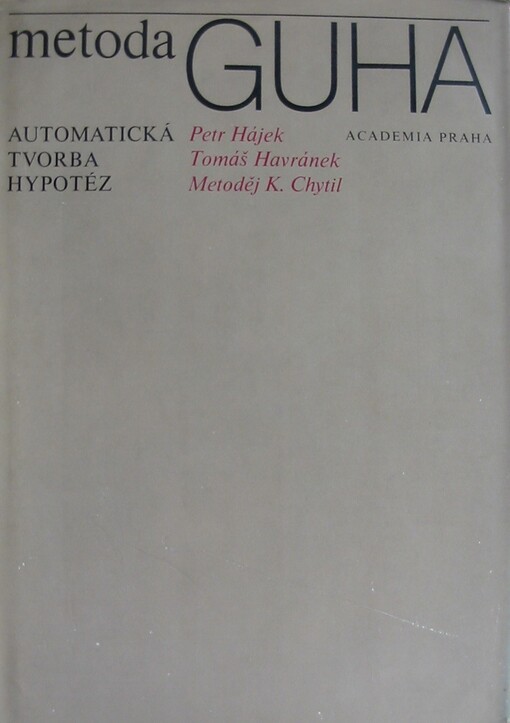 metoda GUHA
AUTOMATICKÁ Petr Hájek ACADEMIA PRAHA
TVORBA Tomáš Havránek
HYPOTÉZ Metoděj K. Chytil